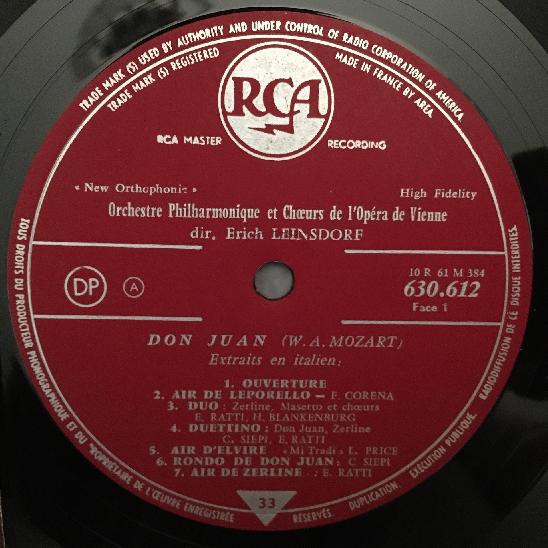 TRADE MARK (S) USED BY AUTHORITY AND UNDER CONTROL OF RADIO CORPORATION OF AMERICA
TRADE MARK (S) REGISTERED
MADE IN FRANCE BY AREA
RCA
RCA MASTER RECORDING
« New Orthophonic » High Fidelity
Orchestre Philharmonique et Chœurs de l'Opéra de Vienne
dir. Erich LEINSDORF
DP A
10 R 61 M 384
630.612
Face 1
DON JUAN (W. A. MOZART)
Extraits en italien:
1. OUVERTURE
2. AIR DE LEPORELLO - F. CORENA
3. DUO : Zerline, Masetto et chœurs
E. RATTI, H. BLANKENBURG
4. DUETTINO : Don Juan, Zerline
C. SIEPI, E. RATTI
5. AIR D'ELVIRE «Mi Tradi» L. PRICE
6. RONDO DE DON JUAN: C SIEPI
7. AIR DE ZERLINE .: E. RATTI
33
TOUS DROITS DU PRODUCTEUR PHONOGRAPHIQUE ET DU PROPRIETAIRE DE L'ŒUVRE ENREGISTRÉE RÉSERVÉS. DUPLICATION. EXÉCUTION PUBLIQUE. RADIODIFFUSION DE CE DISQUE INTERDITES.